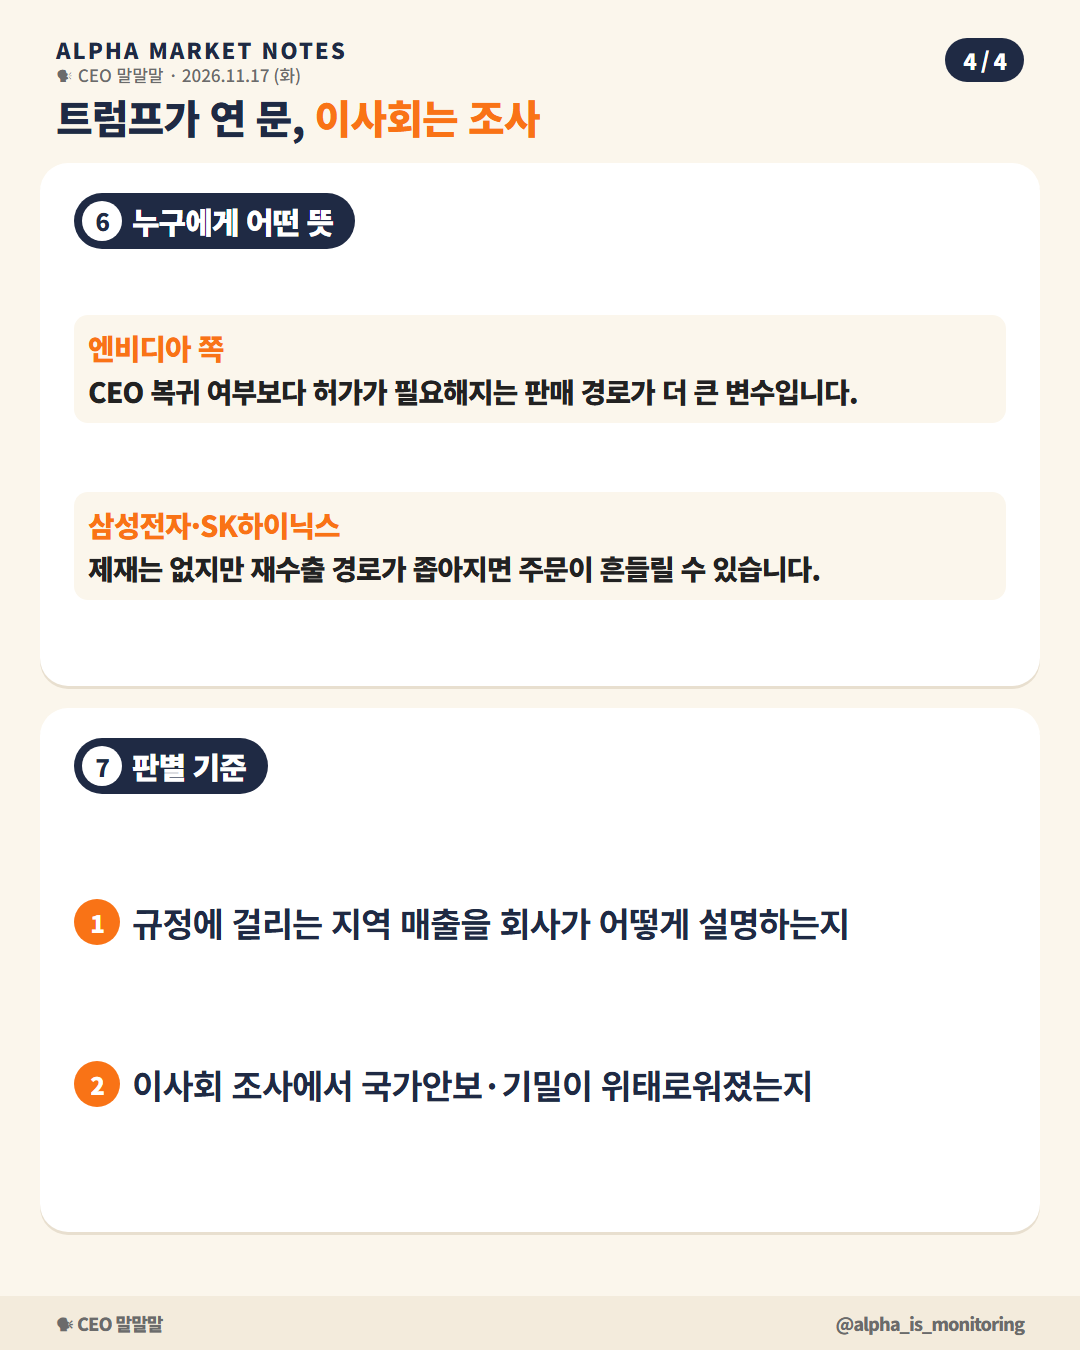 ALPHA MARKET NOTES
🗣 CEO 말말말 · 2026.11.17 (화)
4/4
트럼프가 연 문, 이사회는 조사
6 누구에게 어떤 뜻
엔비디아 쪽
CEO 복귀 여부보다 허가가 필요해지는 판매 경로가 더 큰 변수입니다.
삼성전자·SK하이닉스
제재는 없지만 재수출 경로가 좁아지면 주문이 흔들릴 수 있습니다.
7 판별 기준
1 규정에 걸리는 지역 매출을 회사가 어떻게 설명하는지
2 이사회 조사에서 국가안보·기밀이 위태로워졌는지
🗣 CEO 말말말
@alpha_is_monitoring